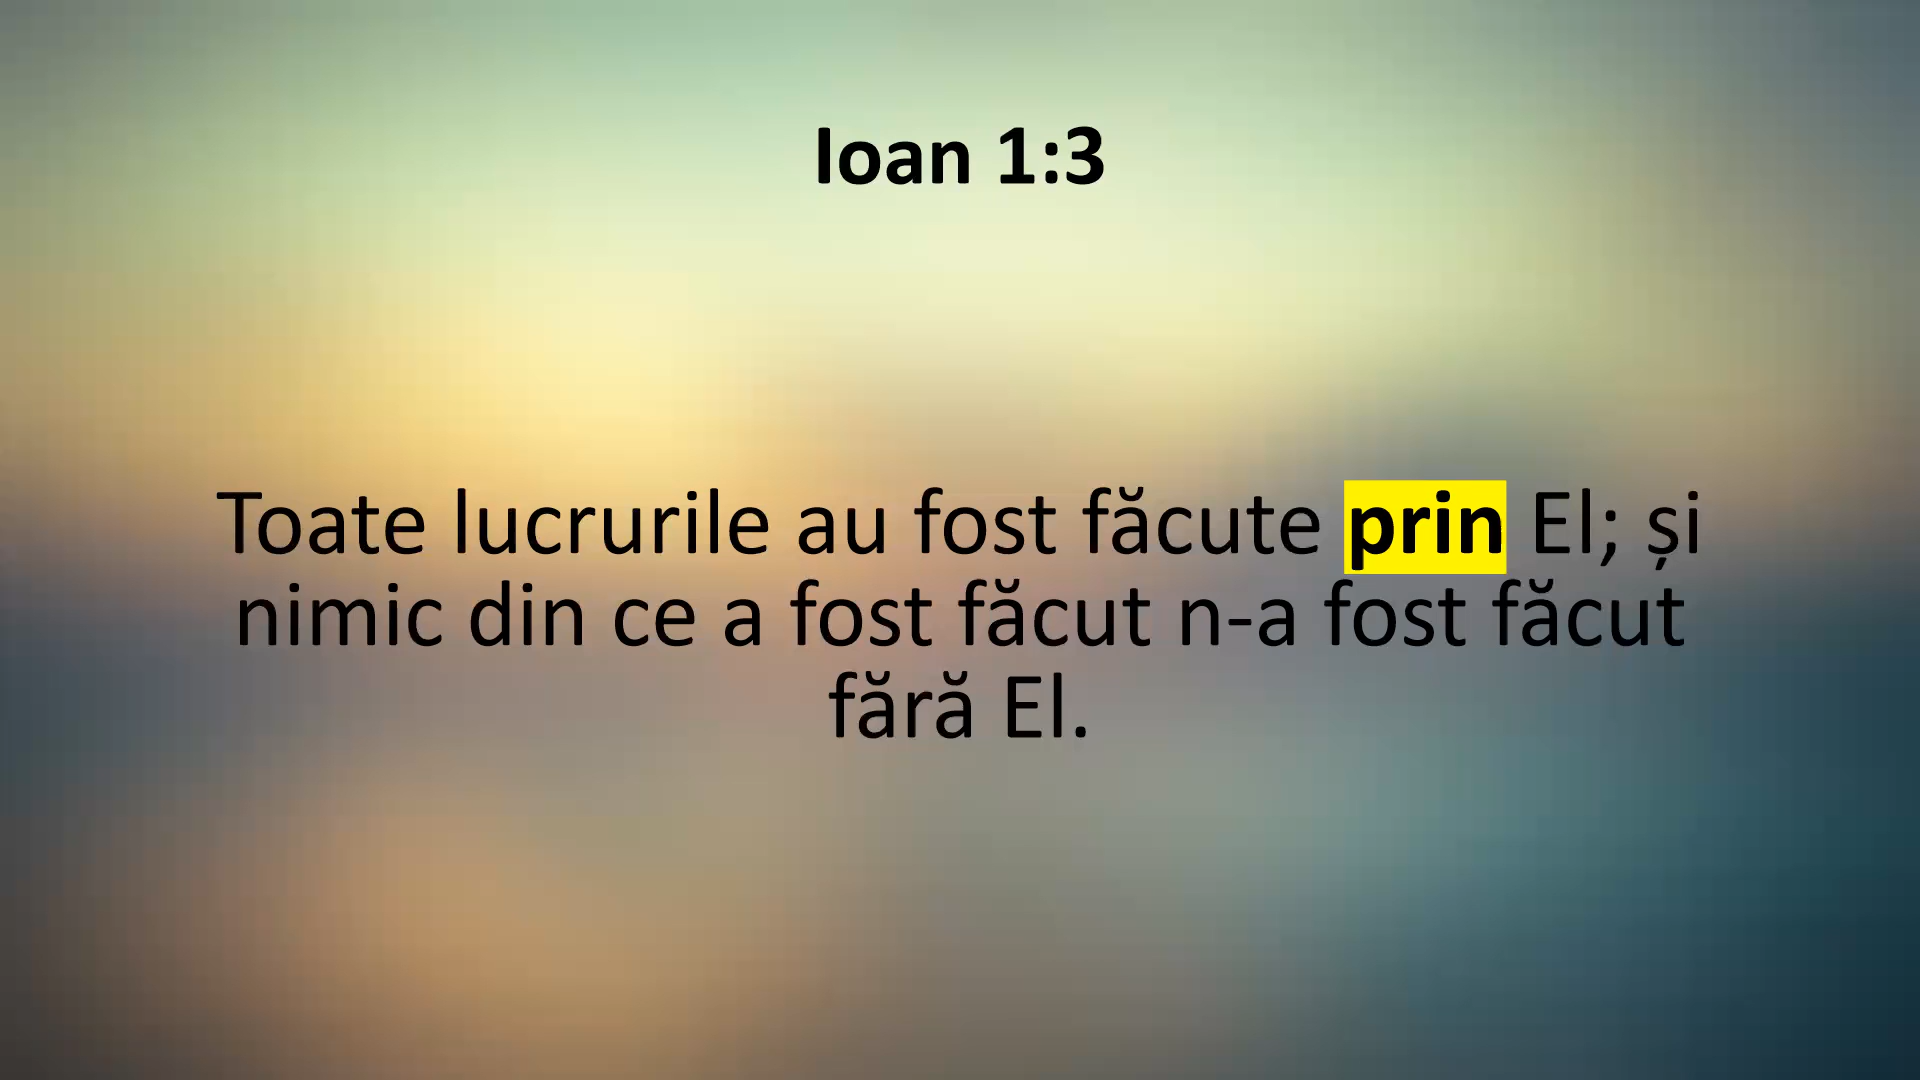 Ioan 1:3
Toate lucrurile au fost făcute prin El; și
nimic din ce a fost făcut n-a fost făcut
fără El.